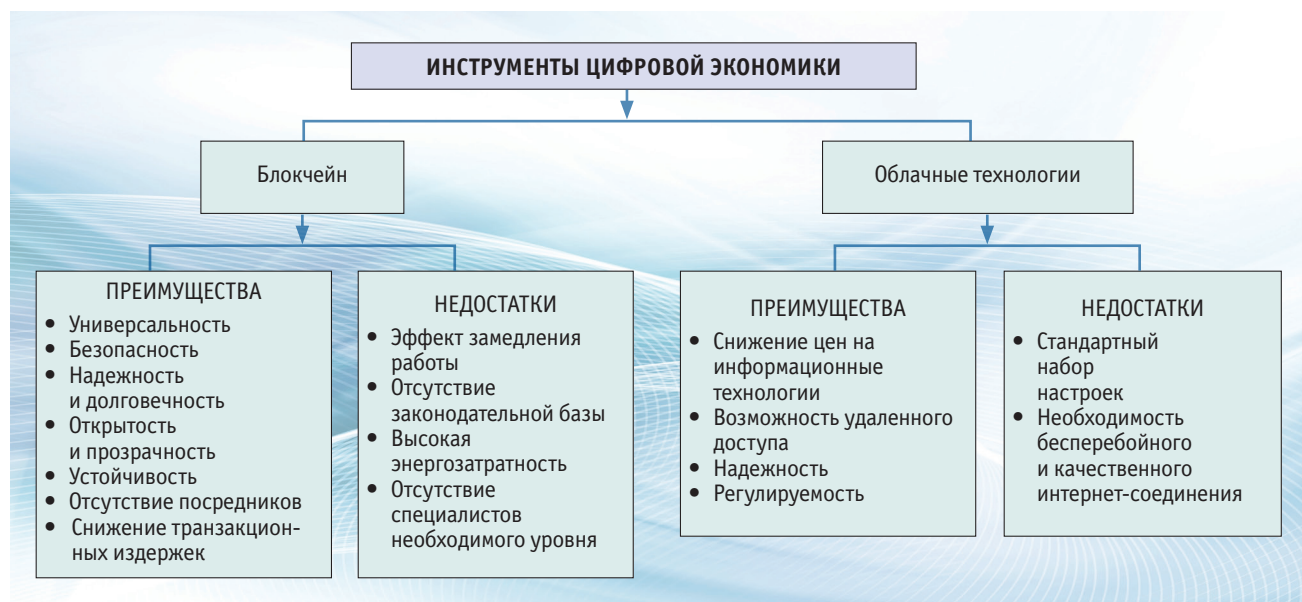 ИНСТРУМЕНТЫ ЦИФРОВОЙ ЭКОНОМИКИ
Блокчейн
Облачные технологии
ПРЕИМУЩЕСТВА
• Универсальность
• Безопасность
• Надежность
и долговечность
• Открытость
и прозрачность
• Устойчивость
• Отсутствие посредников
• Снижение транзакцион-
ных издержек
НЕДОСТАТКИ
• Эффект замедления
работы
• Отсутствие
законодательной базы
• Высокая
энергозатратность
• Отсутствие
специалистов
необходимого уровня
ПРЕИМУЩЕСТВА
• Снижение цен на
информационные
технологии
• Возможность удаленного
доступа
• Надежность
• Регулируемость
НЕДОСТАТКИ
• Стандартный
набор
настроек
• Необходимость
бесперебойного
и качественного
интернет-соединения